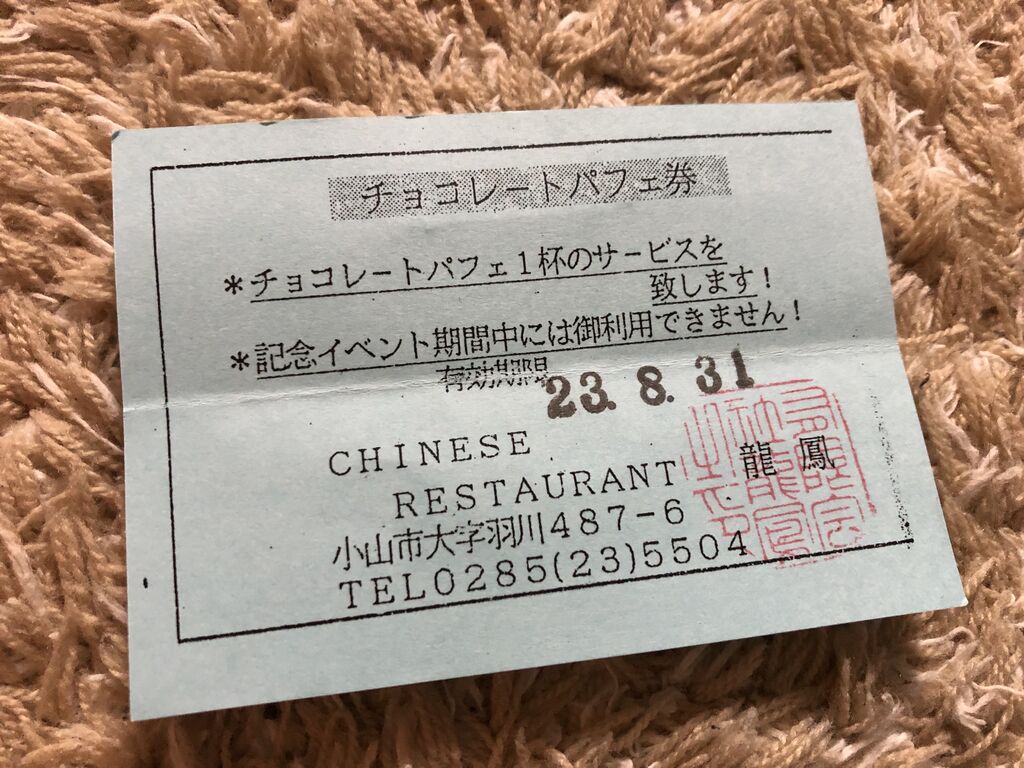 チョコレートパフェ券
*チョコレートパフェ1杯のサービスを
致します!
*記念イベント期間中には御利用できません!
有効期限 23.8.31
CHINESE
RESTAURANT 龍鳳
小山市大字羽川487-6
TEL0285(23)5504